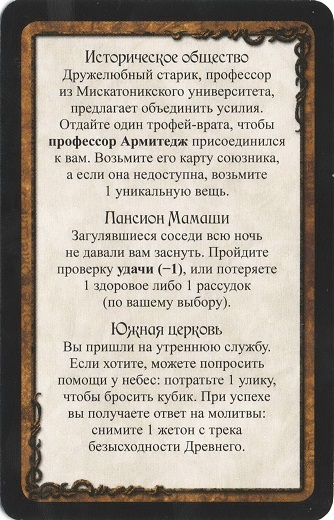 Историческое общество
Дружелюбный старик, профессор
из Мискатоникского университета,
предлагает объединить усилия.
Отдайте один трофей-врата, чтобы
профессор Армитедж присоединился
к вам. Возьмите его карту союзника,
а если она недоступна, возьмите
1 уникальную вещь.
Пансион Мамаши
Загулявшиеся соседи всю ночь
не давали вам заснуть. Пройдите
проверку удачи (−1), или потеряете
1 здоровое либо 1 рассудок
(по вашему выбору).
Южная церковь
Вы пришли на утреннюю службу.
Если хотите, можете попросить
помощи у небес: потратьте 1 улику,
чтобы бросить кубик. При успехе
вы получаете ответ на молитвы:
снимите 1 жетон с трека
безысходности Древнего.